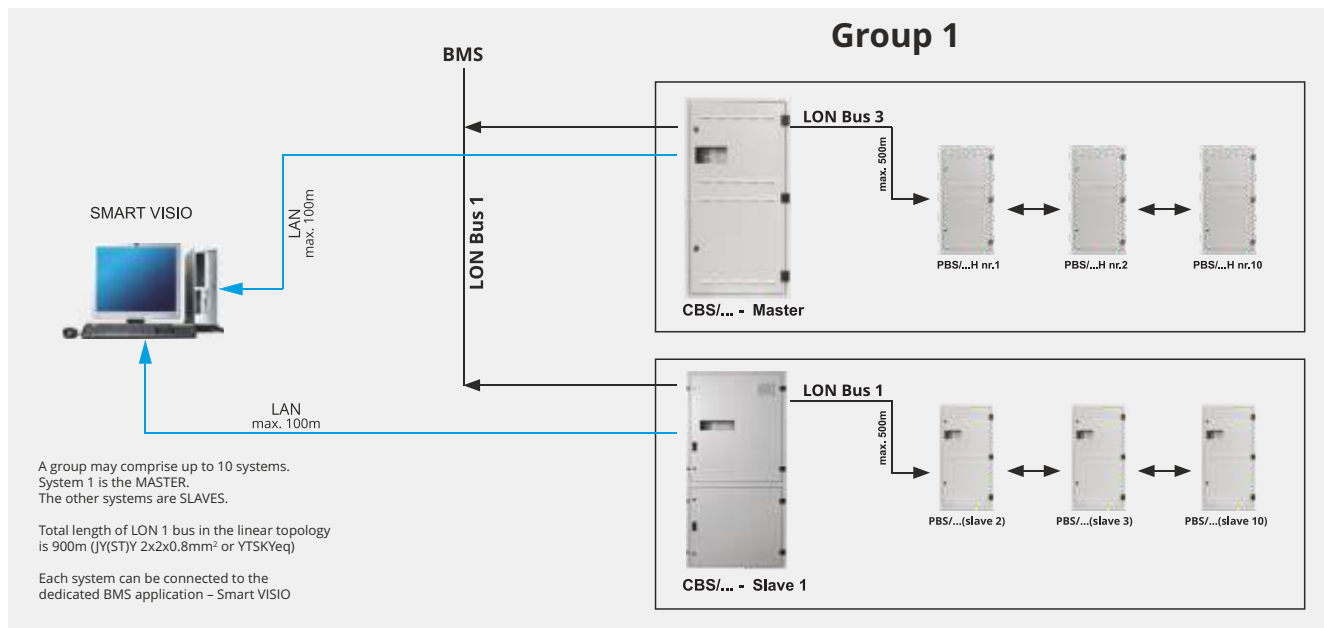 Group 1
BMS
LON Bus 3
max. 500m
SMART VISIO
LAN
max. 100m
LON Bus 1
PBS/...H nr.1
PBS/...H nr.2
PBS/...H nr.10
CBS/... - Master
LON Bus 1
max. 500m
LAN
max. 100m
A group may comprise up to 10 systems.
System 1 is the MASTER.
The other systems are SLAVES.
Total length of LON 1 bus in the linear topology
is 900m (JY(ST)Y 2x2x0.8mm² or YTSKYeq)
Each system can be connected to the
dedicated BMS application – Smart VISIO
PBS/...(slave 2)
PBS/...(slave 3)
PBS/...(slave 10)
CBS/... - Slave 1